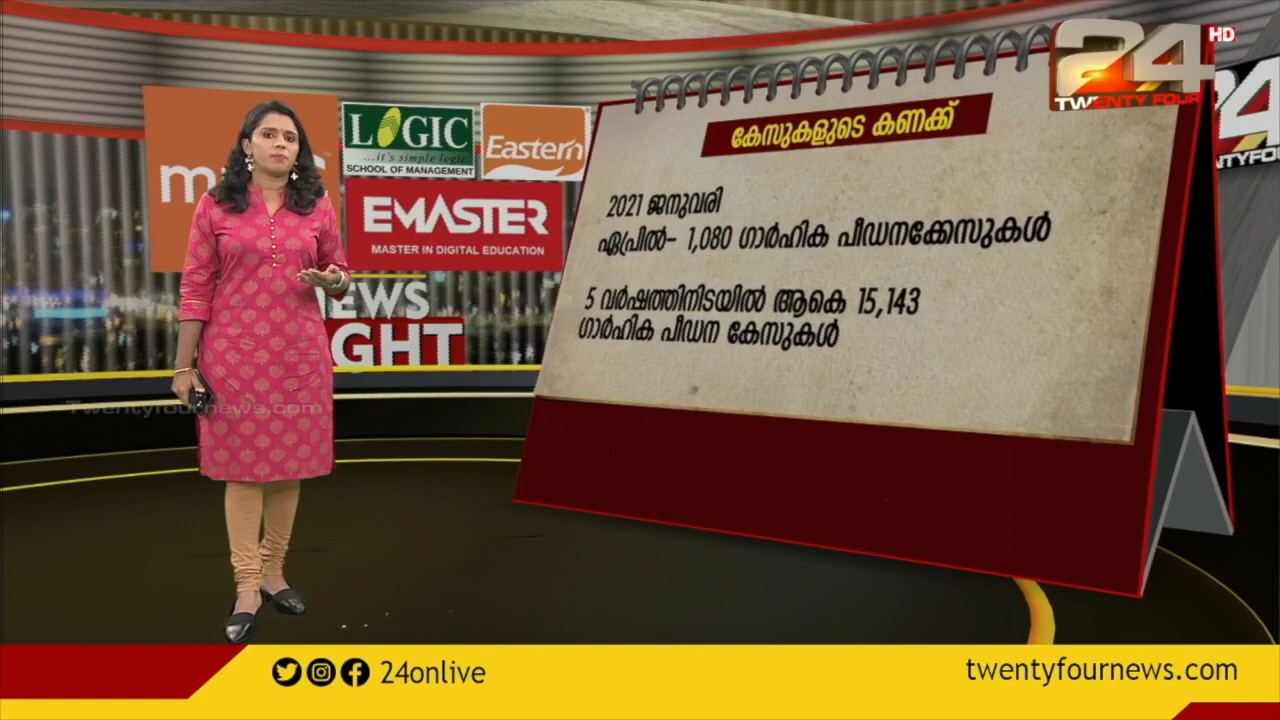 24
HD
TWENTY FOUR
കേസുകളുടെ കണക്ക്
2021 ജനുവരി
ഏപ്രിൽ- 1,080 ഗാർഹിക പീഡനക്കേസുകൾ
5 വർഷത്തിനിടയിൽ ആകെ 15,143
ഗാർഹിക പീഡന കേസുകൾ
LOGIC
...it's simple logic
SCHOOL OF MANAGEMENT
Eastern
EMASTER
MASTER IN DIGITAL EDUCATION
NEWS
Twentyfournews.com
24onlive
twentyfournews.com